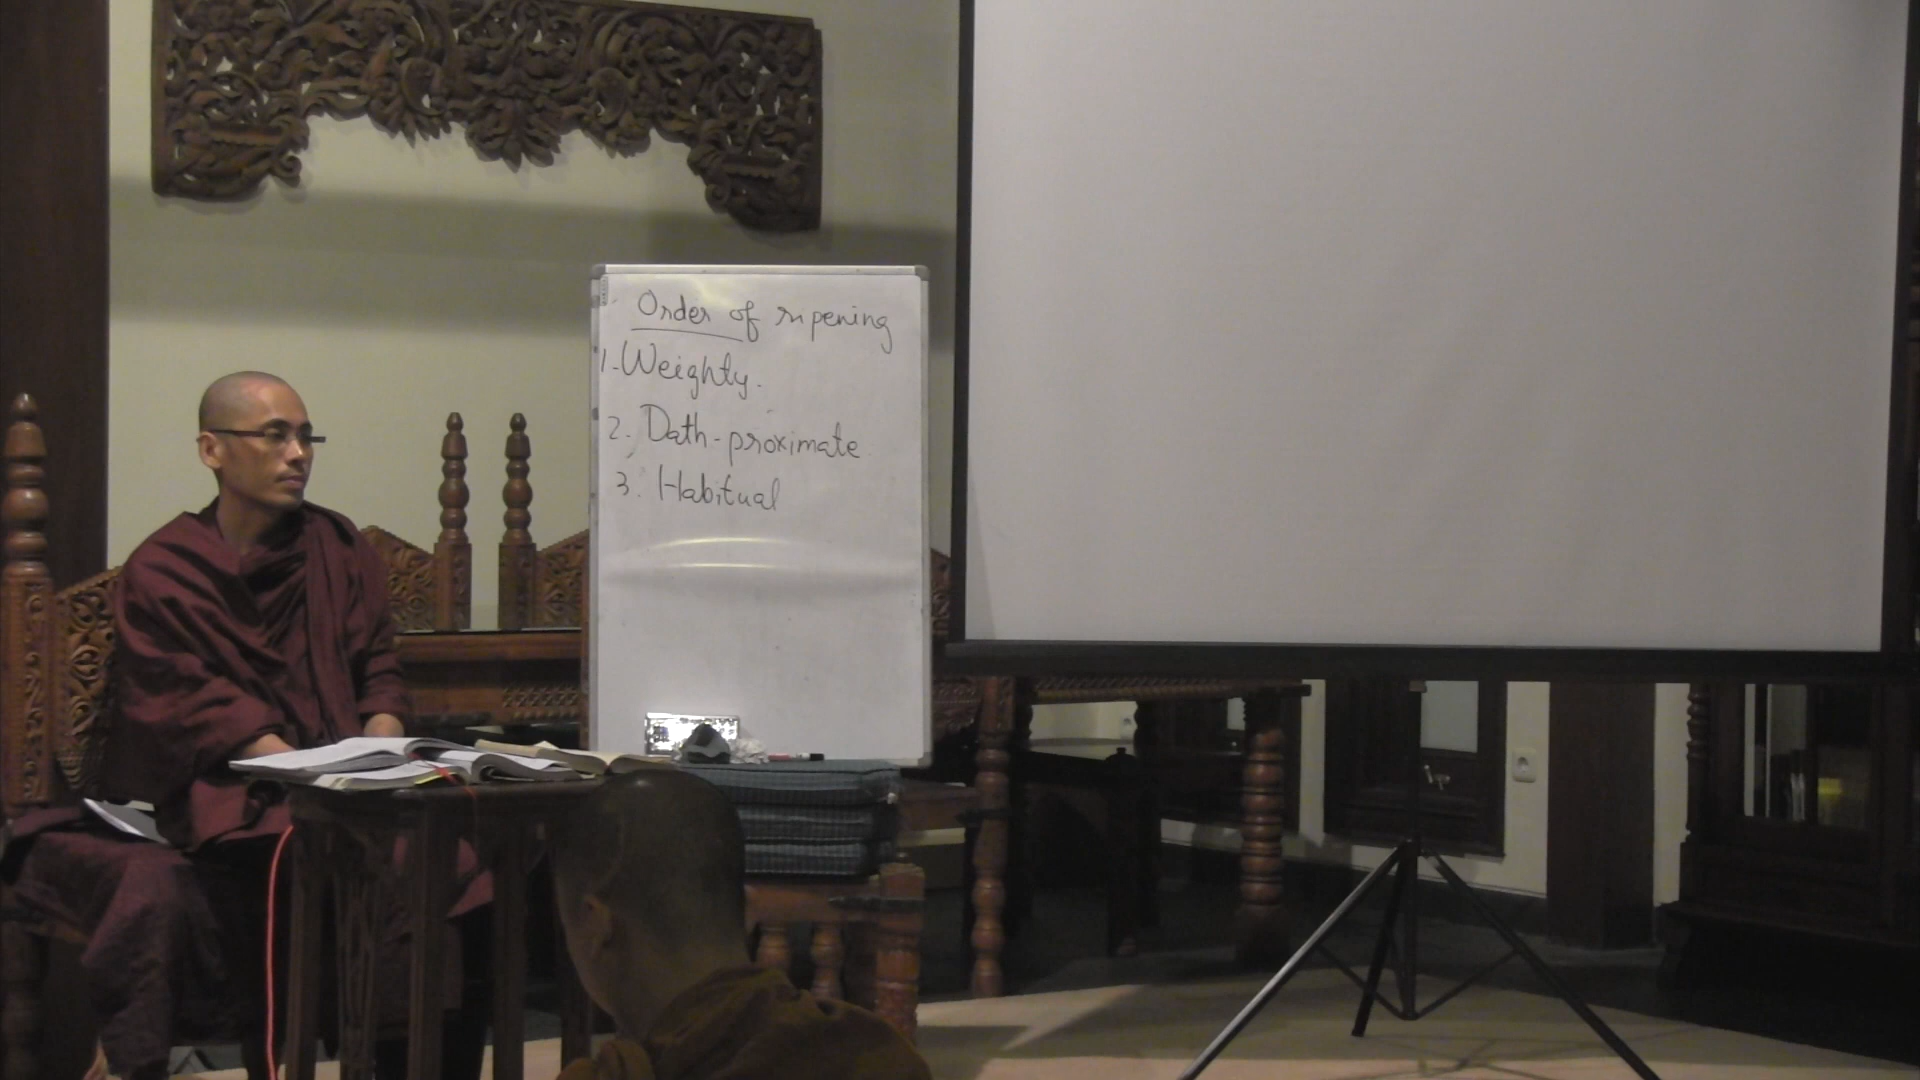 Order of ripening
1. Weighty.
2. Dath-proximate
3. Habitual